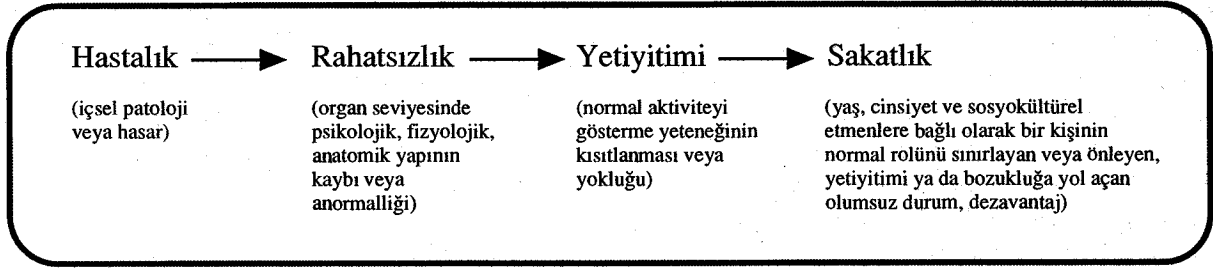 Hastalık Rahatsızlık Yetiyitimi Sakatlık
(içsel patoloji
veya hasar)
(organ seviyesinde
psikolojik, fizyolojik,
anatomik yapının
kaybı veya
anormalliği)
(normal aktiviteyi
gösterme yeteneğinin
kısıtlanması veya
yokluğu)
(yaş, cinsiyet ve sosyokültürel
etmenlere bağlı olarak bir kişinin
normal rolünü sınırlayan veya önleyen,
yetiyitimi ya da bozukluğa yol açan
olumsuz durum, dezavantaj)